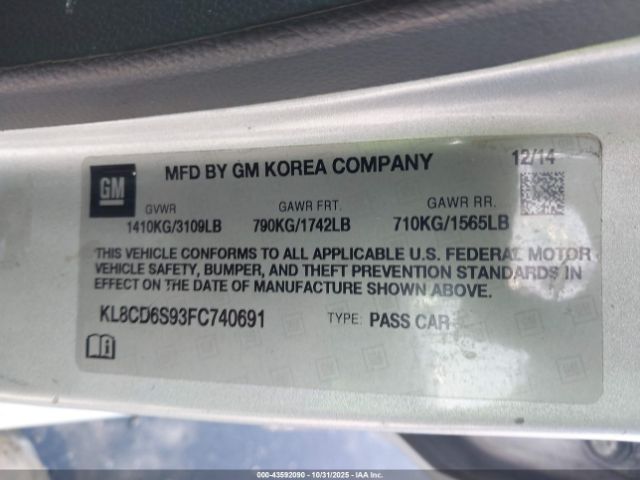 MFD BY GM KOREA COMPANY
12/14
GM
GVWR
1410KG/3109LB
GAWR FRT.
790KG/1742LB
GAWR RR.
710KG/1565LB
THIS VEHICLE CONFORMS TO ALL APPLICABLE U.S. FEDERAL MOTOR
VEHICLE SAFETY, BUMPER, AND THEFT PREVENTION STANDARDS IN
EFFECT ON THE DATE OF MANUFACTURE SHOWN ABOVE.
KL8CD6S93FC740691
TYPE: PASS CAR
000-43592090 - 10/31/2025 - IAAI, Inc.